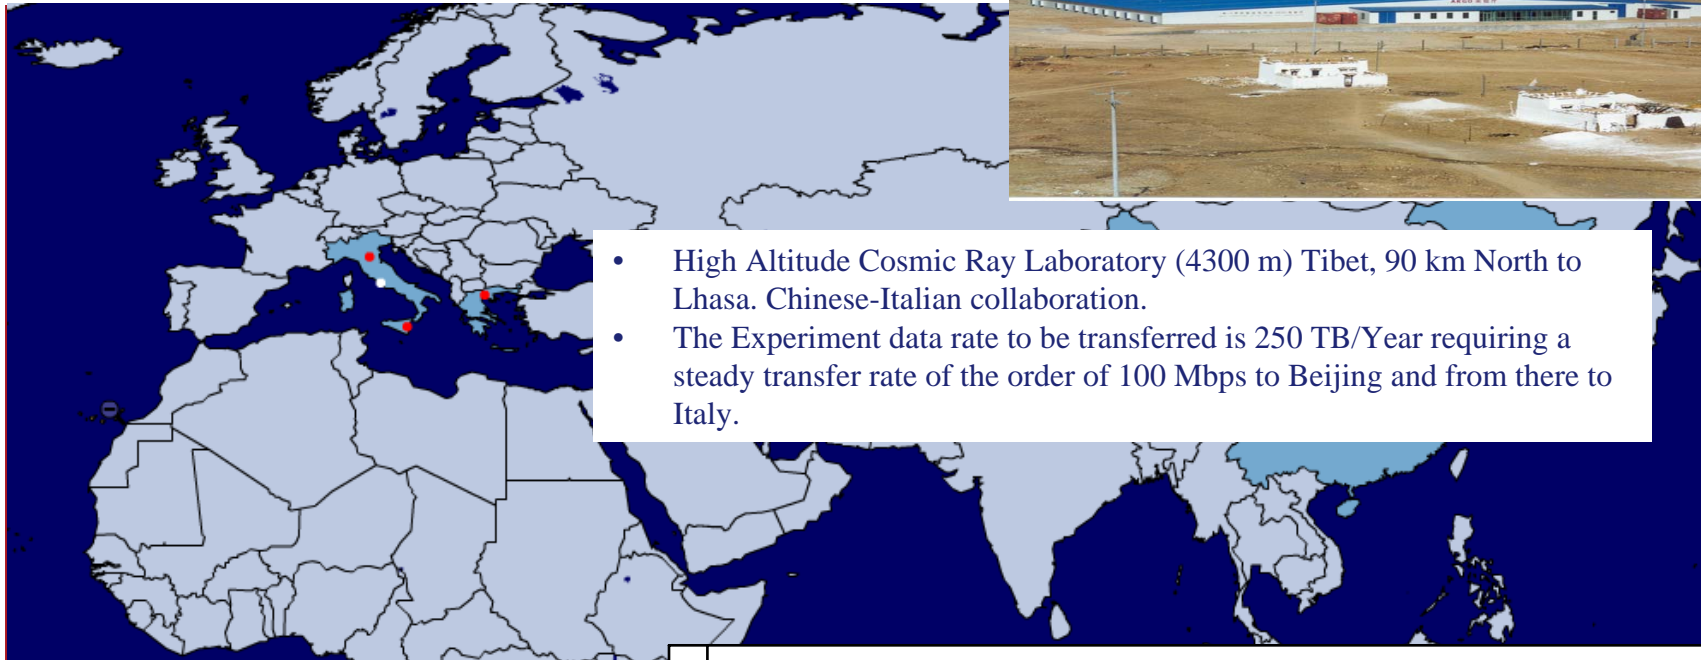 • High Altitude Cosmic Ray Laboratory (4300 m) Tibet, 90 km North to
Lhasa. Chinese-Italian collaboration.
• The Experiment data rate to be transferred is 250 TB/Year requiring a
steady transfer rate of the order of 100 Mbps to Beijing and from there to
Italy.